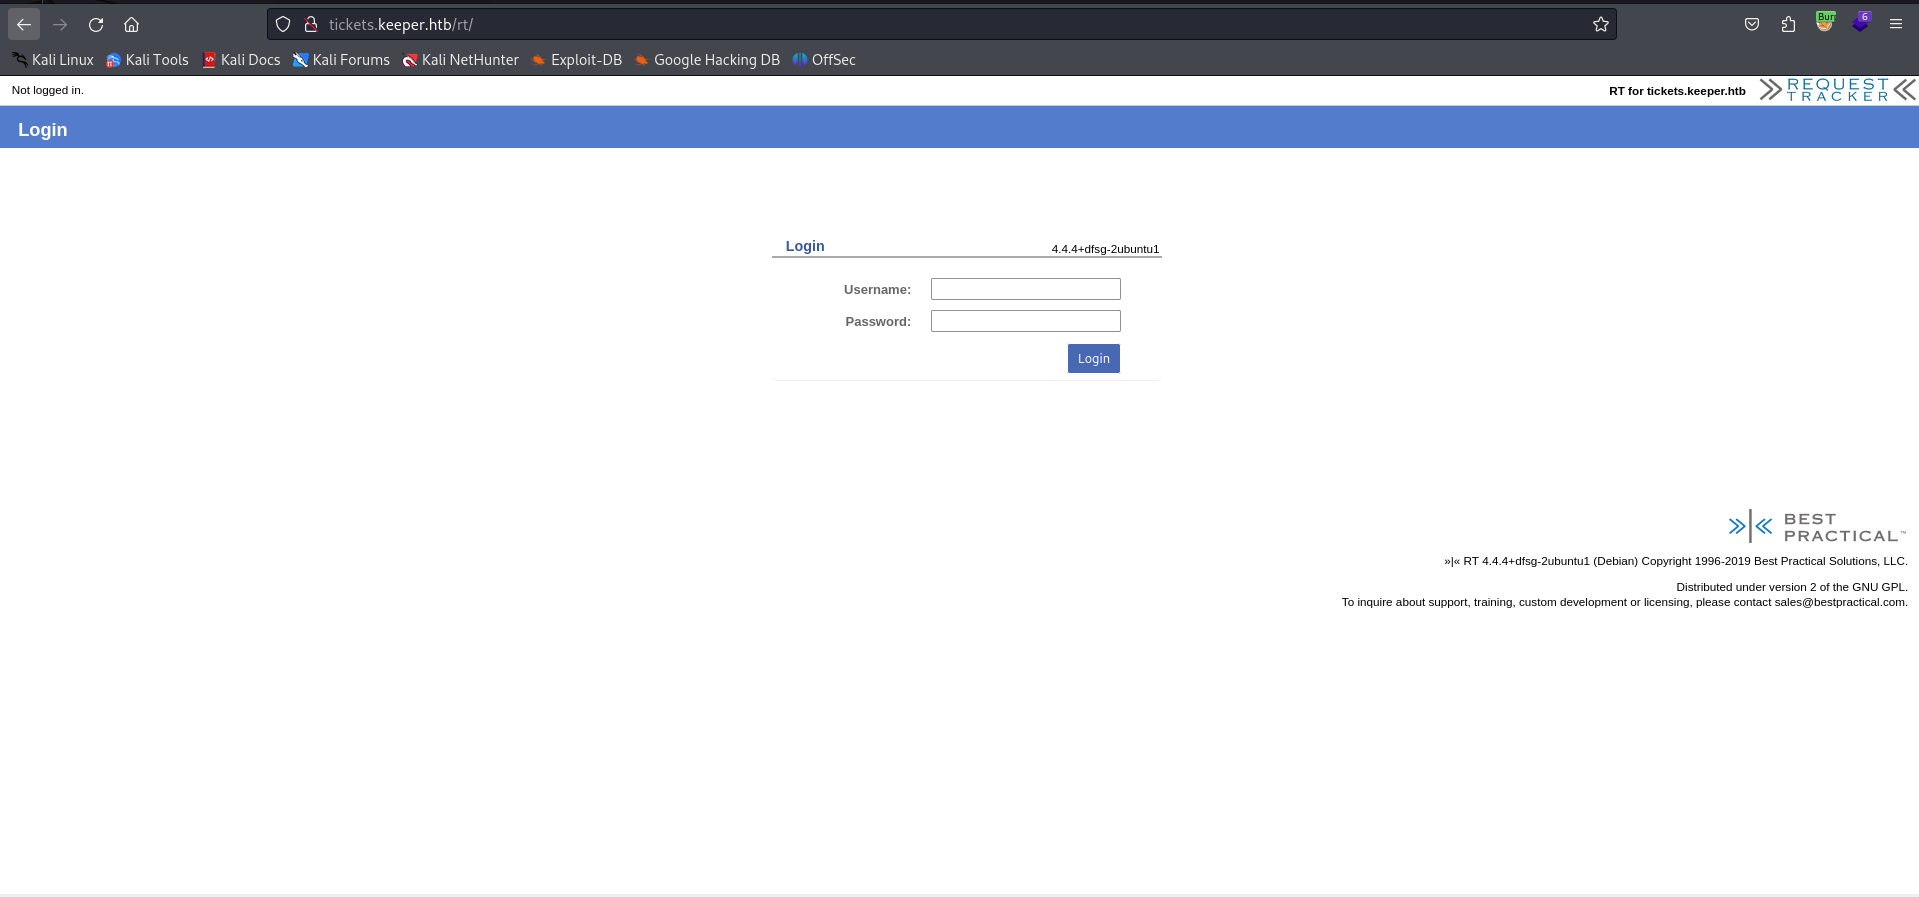 tickets.keeper.htb/rt/
Bur
6
Kali Linux Kali Tools Kali Docs Kali Forums Kali NetHunter Exploit-DB Google Hacking DB OffSec
Not logged in.
RT for tickets.keeper.htb
REQUEST
TRACKER
Login
Login
4.4.4+dfsg-2ubuntu1
Username:
Password:
Login
BEST
PRACTICAL™
»|« RT 4.4.4+dfsg-2ubuntu1 (Debian) Copyright 1996-2019 Best Practical Solutions, LLC.
Distributed under version 2 of the GNU GPL.
To inquire about support, training, custom development or licensing, please contact sales@bestpractical.com.